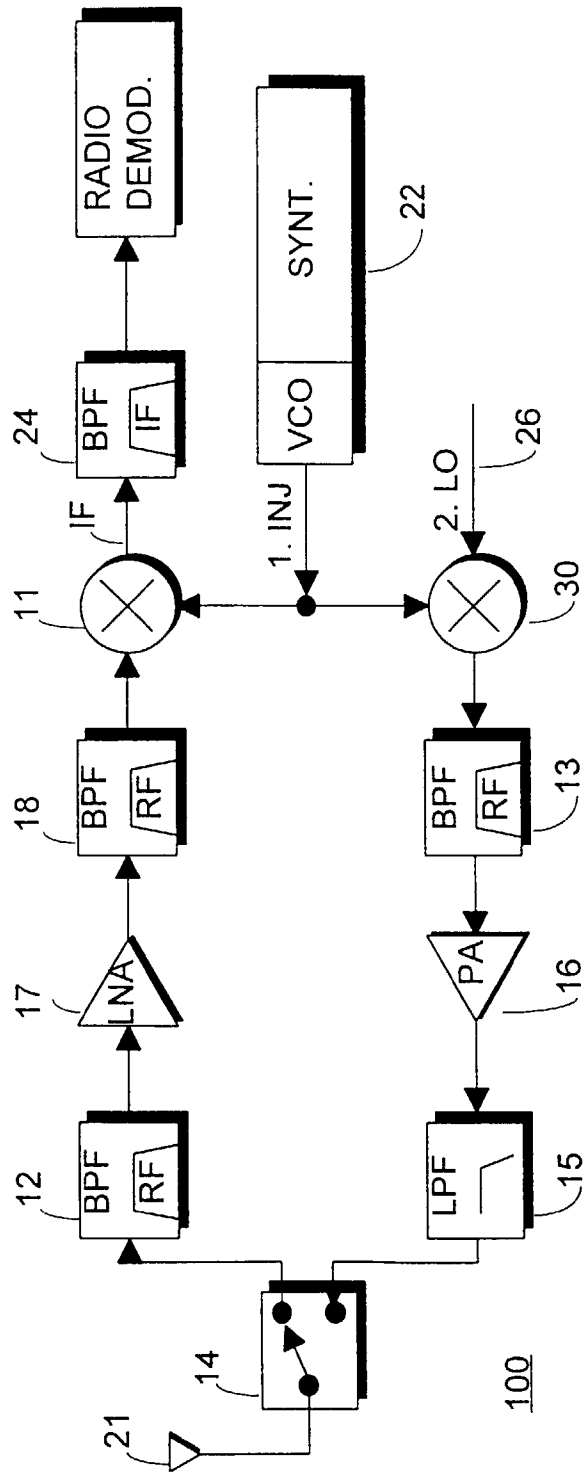 12
BPF
RF
17
LNA
18
BPF
RF
11
IF
24
BPF
IF
RADIO
DEMOD.
21
14
1. INJ
VCO
SYNT.
22
LPF
15
PA
16
BPF
RF
13
30
2. LO
26
100